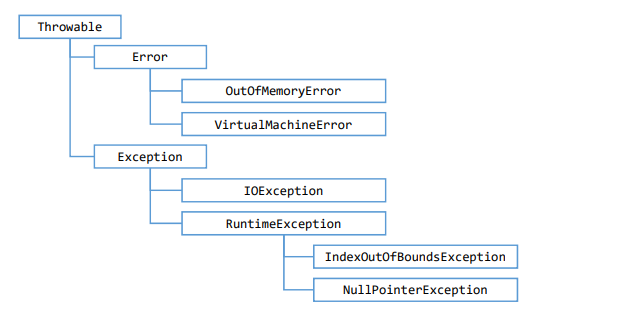 Throwable
Error
OutOfMemoryError
VirtualMachineError
Exception
IOException
RuntimeException
IndexOutOfBoundsException
NullPointerException